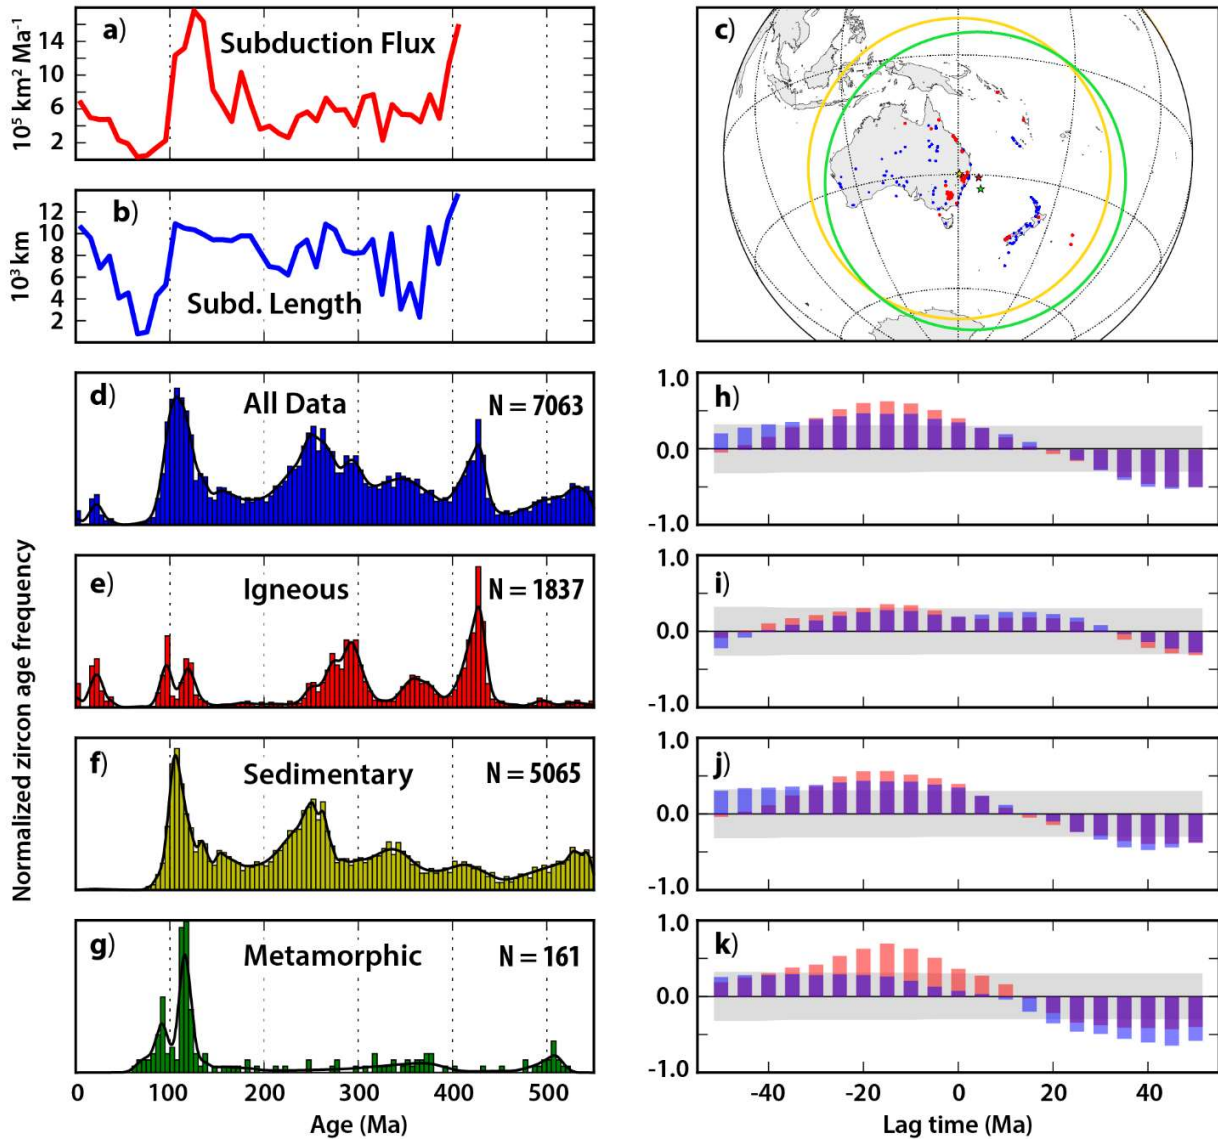 a)
Subduction Flux
14
10
6
2
10⁵ km² Ma⁻¹
b)
Subd. Length
12
10
8
6
4
2
10³ km
c)
d)
All Data
N = 7063
e)
Igneous
N = 1837
f)
Sedimentary
N = 5065
g)
Metamorphic
N = 161
Normalized zircon age frequency
0
100
200
300
400
500
Age (Ma)
h)
1.0
0.0
-1.0
i)
1.0
0.0
-1.0
j)
1.0
0.0
-1.0
k)
1.0
0.0
-1.0
-40
-20
0
20
40
Lag time (Ma)